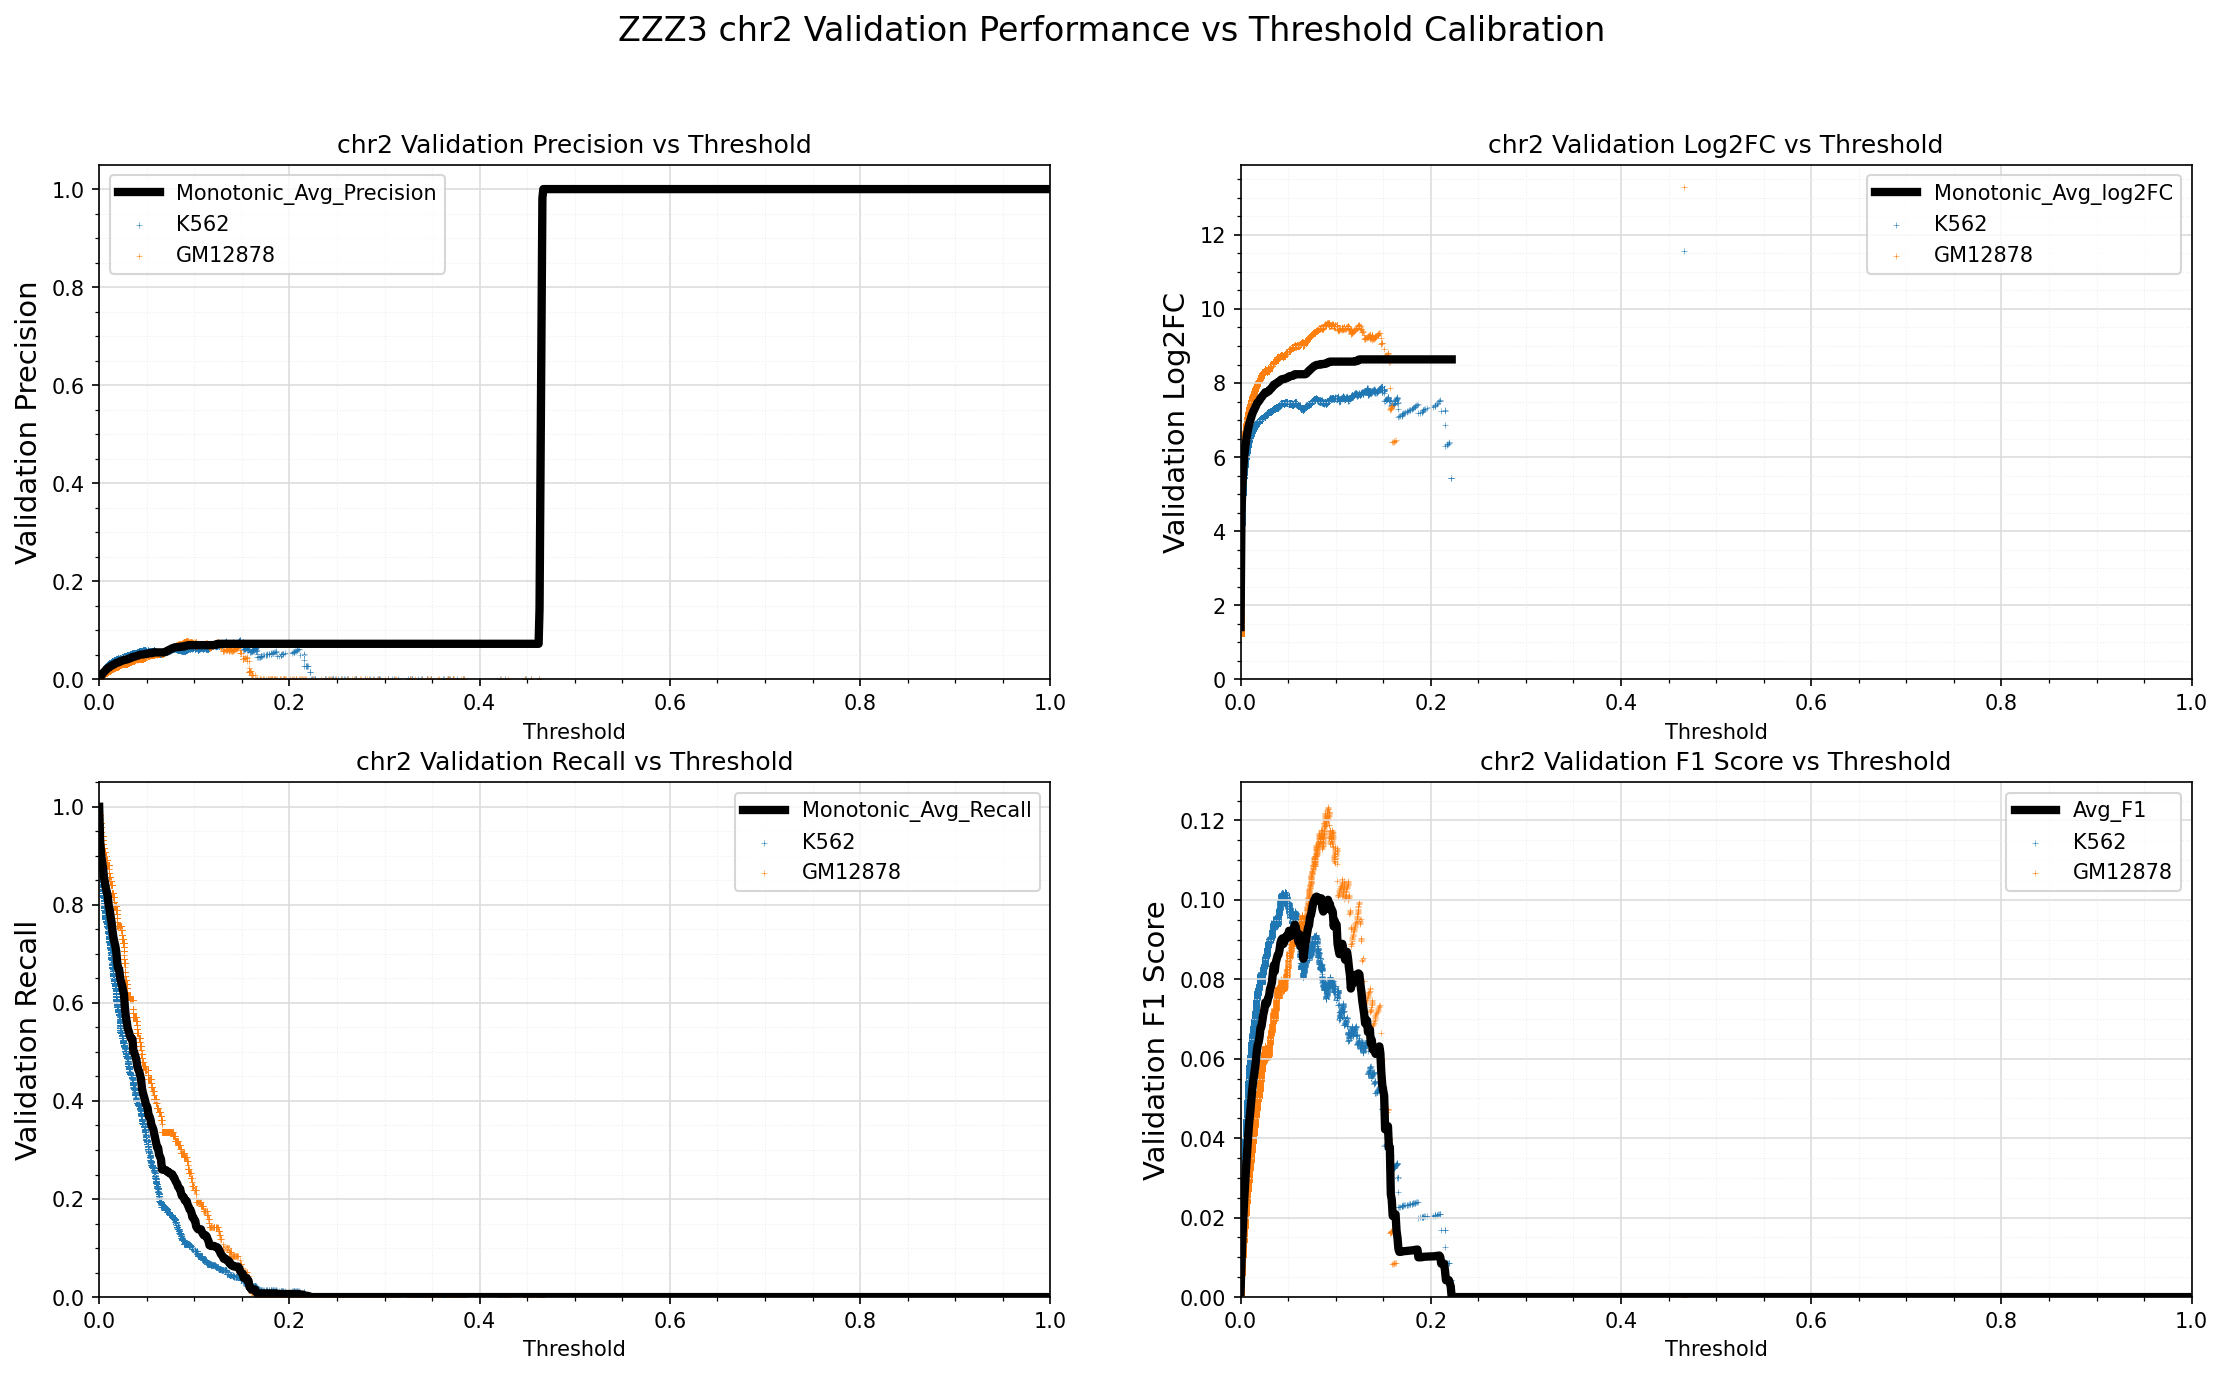 ZZZ3 chr2 Validation Performance vs Threshold Calibration
chr2 Validation Precision vs Threshold
Monotonic_Avg_Precision
K562
GM12878
Validation Precision
1.0
0.8
0.6
0.4
0.2
0.0
0.0 0.2 0.4 0.6 0.8 1.0
Threshold
chr2 Validation Log2FC vs Threshold
Monotonic_Avg_log2FC
K562
GM12878
Validation Log2FC
12
10
8
6
4
2
0
0.0 0.2 0.4 0.6 0.8 1.0
Threshold
chr2 Validation Recall vs Threshold
Monotonic_Avg_Recall
K562
GM12878
Validation Recall
1.0
0.8
0.6
0.4
0.2
0.0
0.0 0.2 0.4 0.6 0.8 1.0
Threshold
chr2 Validation F1 Score vs Threshold
Avg_F1
K562
GM12878
Validation F1 Score
0.12
0.10
0.08
0.06
0.04
0.02
0.00
0.0 0.2 0.4 0.6 0.8 1.0
Threshold